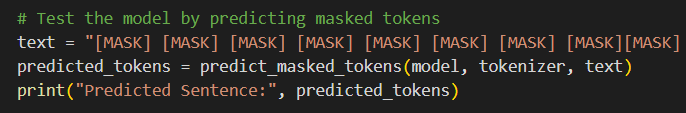 # Test the model by predicting masked tokens
text = "[MASK] [MASK] [MASK] [MASK] [MASK] [MASK] [MASK] [MASK][MASK]
predicted_tokens = predict_masked_tokens(model, tokenizer, text)
print("Predicted Sentence:", predicted_tokens)